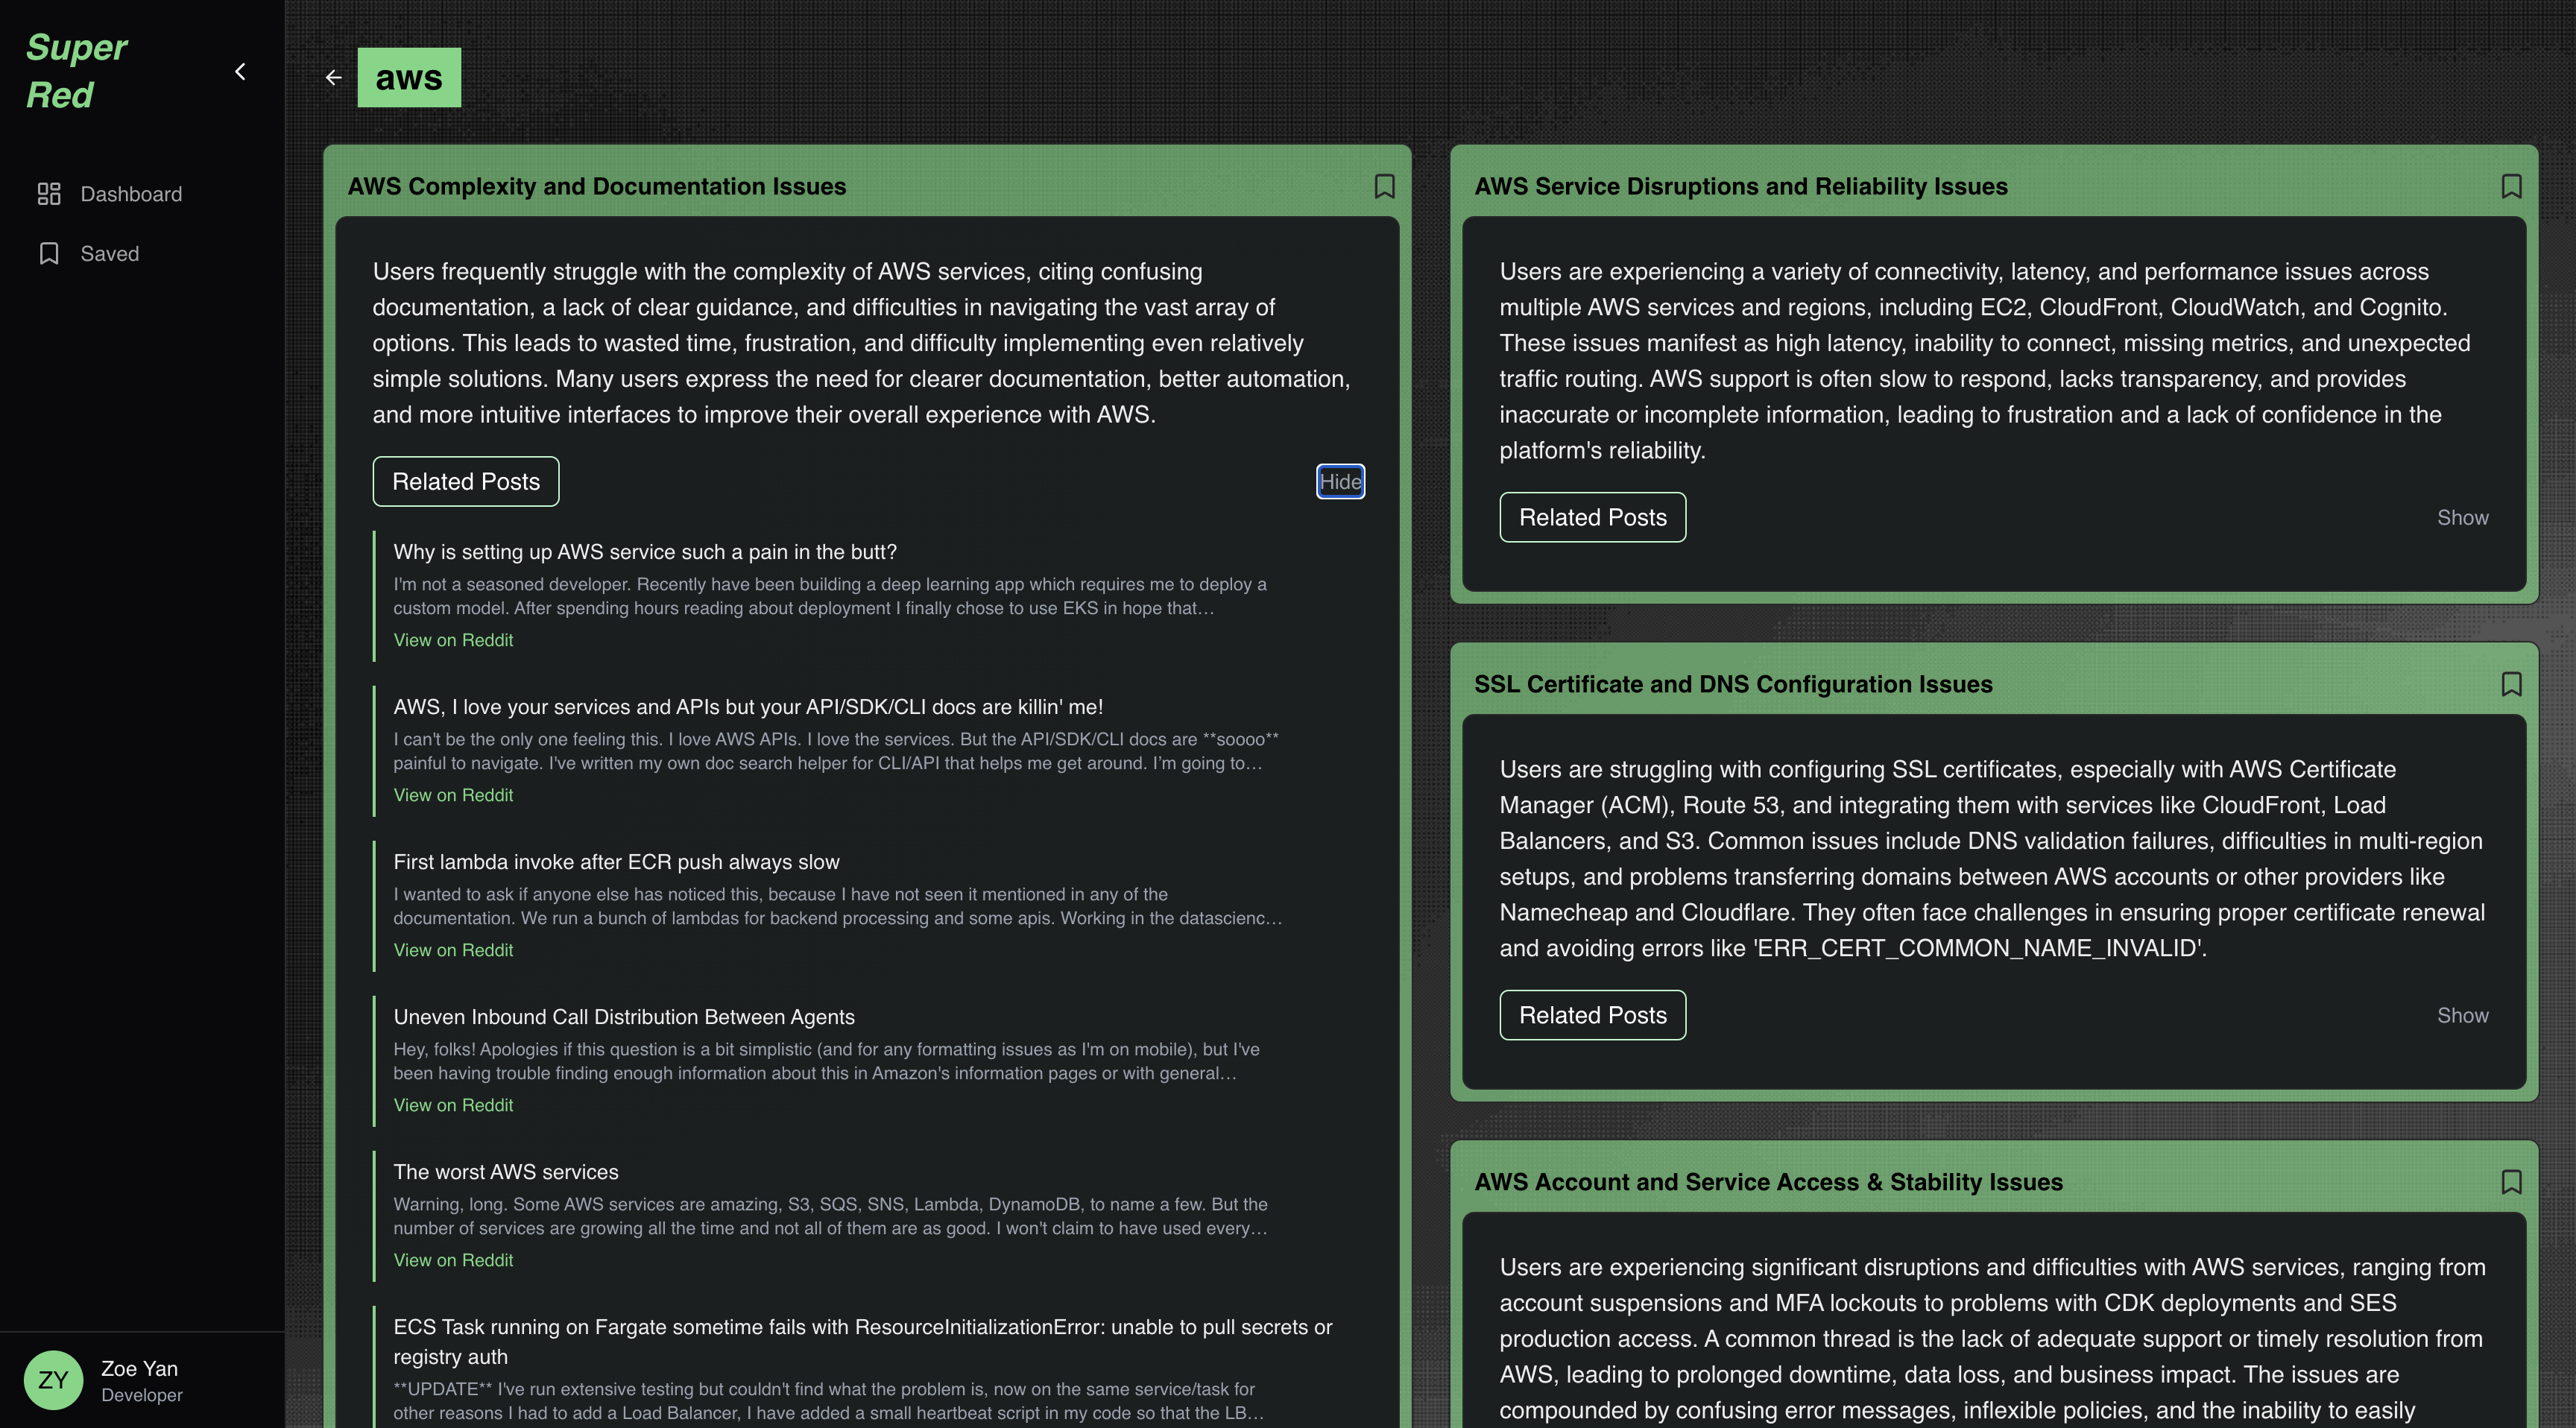 Super
Red
Dashboard
Saved
aws
AWS Complexity and Documentation Issues
Users frequently struggle with the complexity of AWS services, citing confusing
documentation, a lack of clear guidance, and difficulties in navigating the vast array of
options. This leads to wasted time, frustration, and difficulty implementing even relatively
simple solutions. Many users express the need for clearer documentation, better automation,
and more intuitive interfaces to improve their overall experience with AWS.
Related Posts
Hide
Why is setting up AWS service such a pain in the butt?
I'm not a seasoned developer. Recently have been building a deep learning app which requires me to deploy a
custom model. After spending hours reading about deployment I finally chose to use EKS in hope that…
View on Reddit
AWS, I love your services and APIs but your API/SDK/CLI docs are killin' me!
I can't be the only one feeling this. I love AWS APIs. I love the services. But the API/SDK/CLI docs are **soooo**
painful to navigate. I've written my own doc search helper for CLI/API that helps me get around. I'm going to…
View on Reddit
First lambda invoke after ECR push always slow
I wanted to ask if anyone else has noticed this, because I have not seen it mentioned in any of the
documentation. We run a bunch of lambdas for backend processing and some apis. Working in the datascienc…
View on Reddit
Uneven Inbound Call Distribution Between Agents
Hey, folks! Apologies if this question is a bit simplistic (and for any formatting issues as I'm on mobile), but I've
been having trouble finding enough information about this in Amazon's information pages or with general…
View on Reddit
The worst AWS services
Warning, long. Some AWS services are amazing, S3, SQS, SNS, Lambda, DynamoDB, to name a few. But the
number of services are growing all the time and not all of them are as good. I won't claim to have used every…
View on Reddit
ECS Task running on Fargate sometime fails with ResourceInitializationError: unable to pull secrets or
registry auth
**UPDATE** I've run extensive testing but couldn't find what the problem is, now on the same service/task for
other reasons I had to add a Load Balancer, I have added a small heartbeat script in my code so that the LB…
AWS Service Disruptions and Reliability Issues
Users are experiencing a variety of connectivity, latency, and performance issues across
multiple AWS services and regions, including EC2, CloudFront, CloudWatch, and Cognito.
These issues manifest as high latency, inability to connect, missing metrics, and unexpected
traffic routing. AWS support is often slow to respond, lacks transparency, and provides
inaccurate or incomplete information, leading to frustration and a lack of confidence in the
platform's reliability.
Related Posts
Show
SSL Certificate and DNS Configuration Issues
Users are struggling with configuring SSL certificates, especially with AWS Certificate
Manager (ACM), Route 53, and integrating them with services like CloudFront, Load
Balancers, and S3. Common issues include DNS validation failures, difficulties in multi-region
setups, and problems transferring domains between AWS accounts or other providers like
Namecheap and Cloudflare. They often face challenges in ensuring proper certificate renewal
and avoiding errors like 'ERR_CERT_COMMON_NAME_INVALID'.
Related Posts
Show
AWS Account and Service Access & Stability Issues
Users are experiencing significant disruptions and difficulties with AWS services, ranging from
account suspensions and MFA lockouts to problems with CDK deployments and SES
production access. A common thread is the lack of adequate support or timely resolution from
AWS, leading to prolonged downtime, data loss, and business impact. The issues are
compounded by confusing error messages, inflexible policies, and the inability to easily
ZY
Zoe Yan
Developer